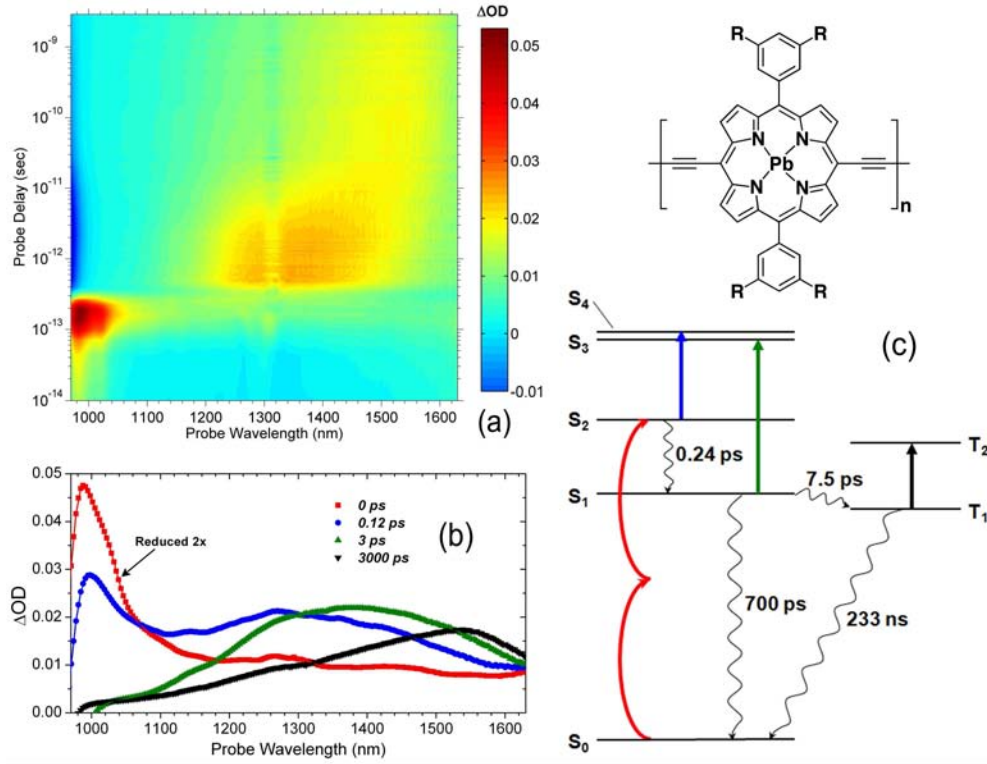 ΔOD
0.05
0.04
0.03
0.02
0.01
0
-0.01
10⁻⁹
10⁻¹⁰
10⁻¹¹
10⁻¹²
10⁻¹³
10⁻¹⁴
Probe Delay (sec)
1000 1100 1200 1300 1400 1500 1600
Probe Wavelength (nm)
(a)
R R
N N
Pb
N N
n
R R
0.05
0.04
0.03
0.02
0.01
0.00
ΔOD
Reduced 2x
0 ps
0.12 ps
3 ps
3000 ps
(b)
1000 1100 1200 1300 1400 1500 1600
Probe Wavelength (nm)
(c)
S₄
S₃
S₂
0.24 ps
S₁
7.5 ps
T₂
T₁
700 ps
233 ns
S₀